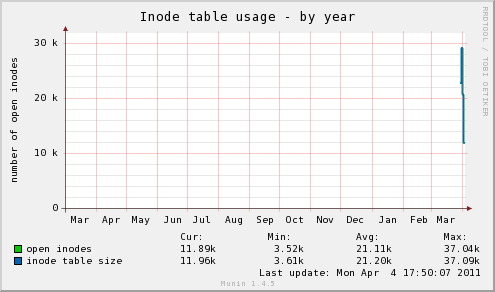 Inode table usage - by year
RRDTOOL / TOBI OETIKER
number of open inodes
30 k
20 k
10 k
0
Mar Apr May Jun Jul Aug Sep Oct Nov Dec Jan Feb Mar
Cur: Min: Avg: Max:
open inodes 11.89k 3.52k 21.11k 37.04k
inode table size 11.96k 3.61k 21.20k 37.09k
Last update: Mon Apr 4 17:50:07 2011
Munin 1.4.5